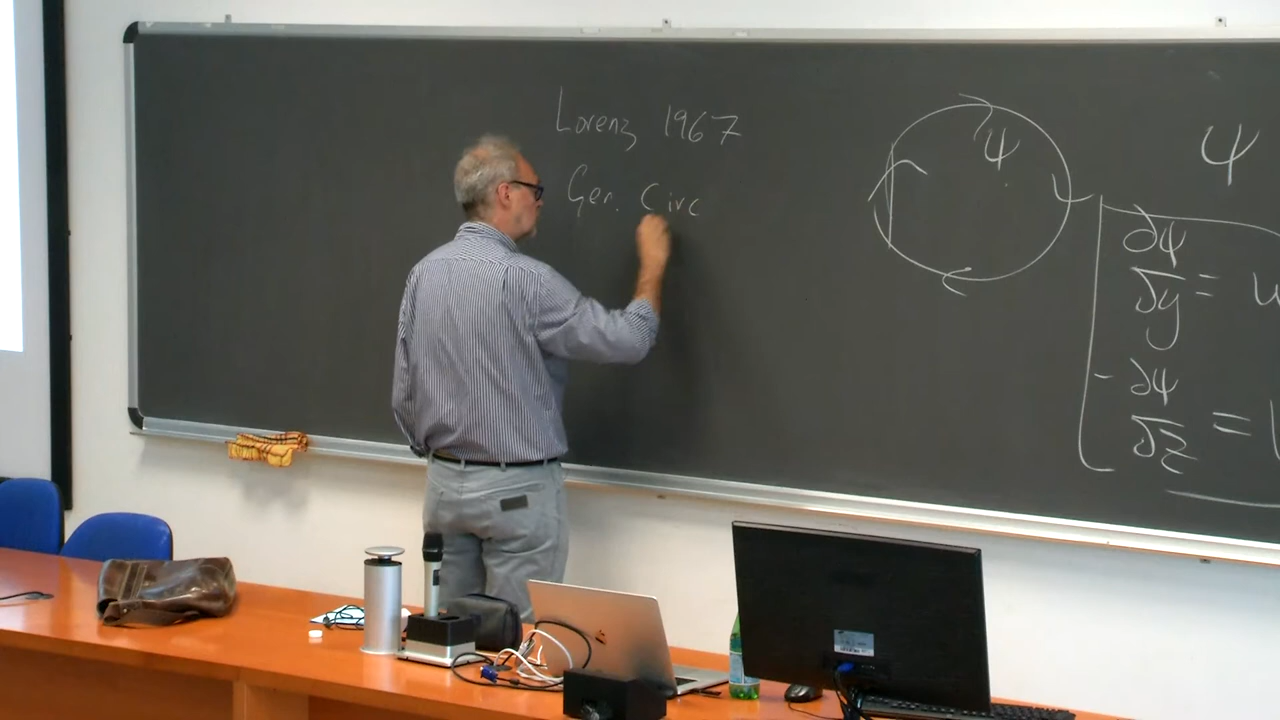 Lorenz 1967
Gen. Circ
ψ
ψ
∂ψ
∂y = u
- ∂ψ
∂z =